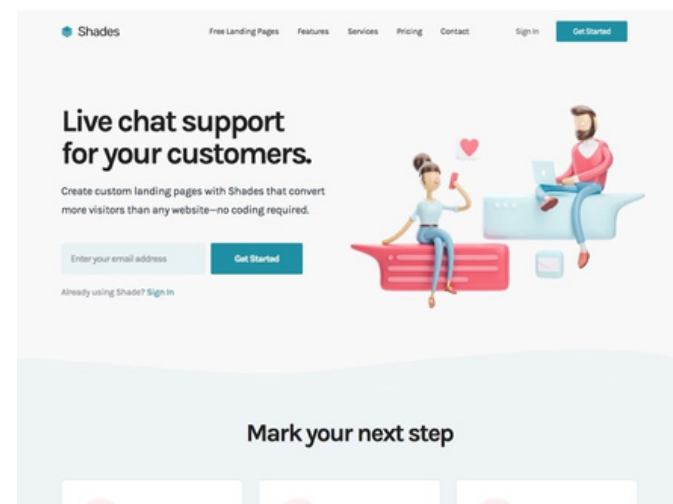 Shades
Free Landing Pages Features Services Pricing Contact Sign In Get Started
Live chat support
for your customers.
Create custom landing pages with Shades that convert
more visitors than any website—no coding required.
Enter your email address Get Started
Already using Shade? Sign In
Mark your next step